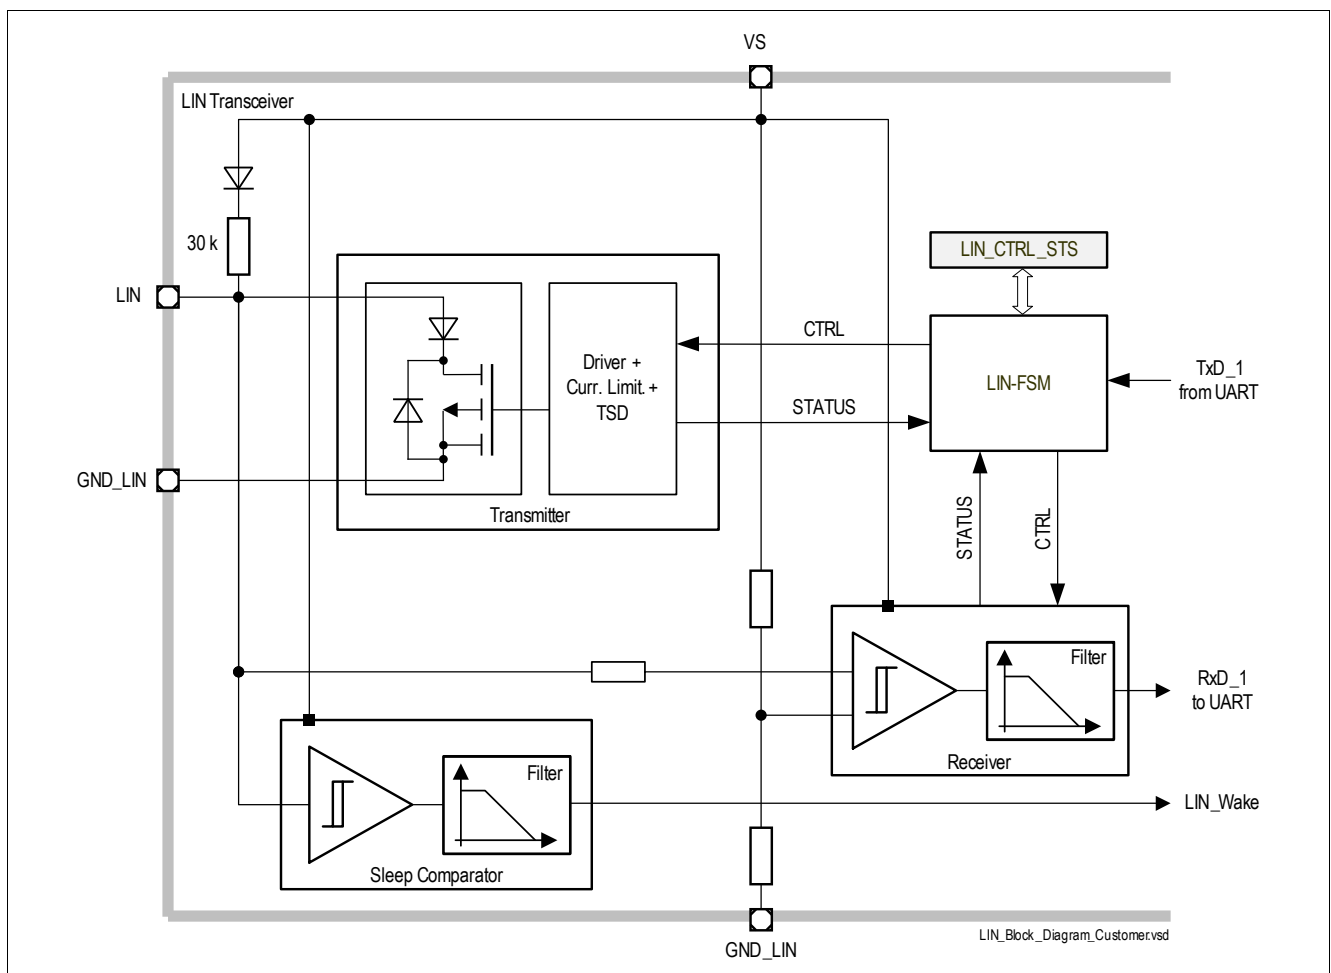 VS
LIN Transceiver
30 k
LIN
LIN_CTRL_STS
CTRL
Driver +
Curr. Limit. +
TSD
LIN-FSM
TxD_1
from UART
STATUS
GND_LIN
Transmitter
STATUS
CTRL
Filter
RxD_1
to UART
Receiver
Filter
LIN_Wake
Sleep Comparator
GND_LIN
LIN_Block_Diagram_Customer.vsd